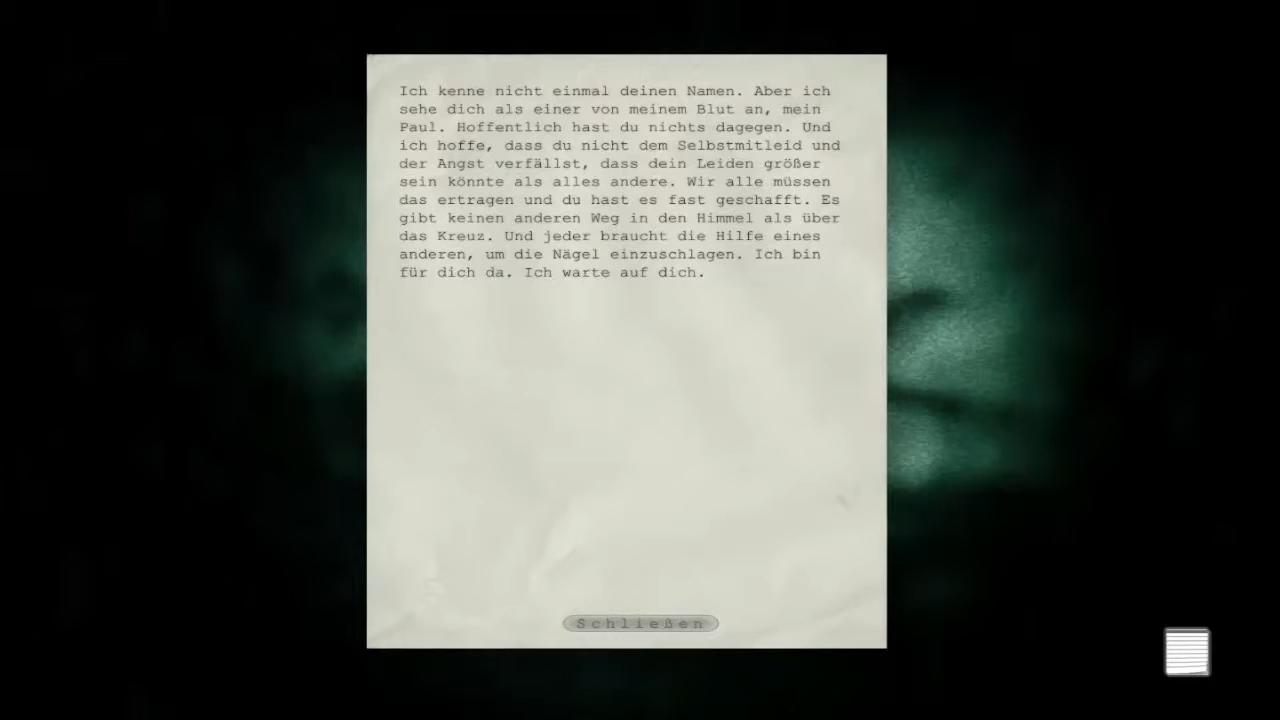 Ich kenne nicht einmal deinen Namen. Aber ich
sehe dich als einer von meinem Blut an, mein
Paul. Hoffentlich hast du nichts dagegen. Und
ich hoffe, dass du nicht dem Selbstmitleid und
der Angst verfällst, dass dein Leiden größer
sein könnte als alles andere. Wir alle müssen
das ertragen und du hast es fast geschafft. Es
gibt keinen anderen Weg in den Himmel als über
das Kreuz. Und jeder braucht die Hilfe eines
anderen, um die Nägel einzuschlagen. Ich bin
für dich da. Ich warte auf dich.
Schließen